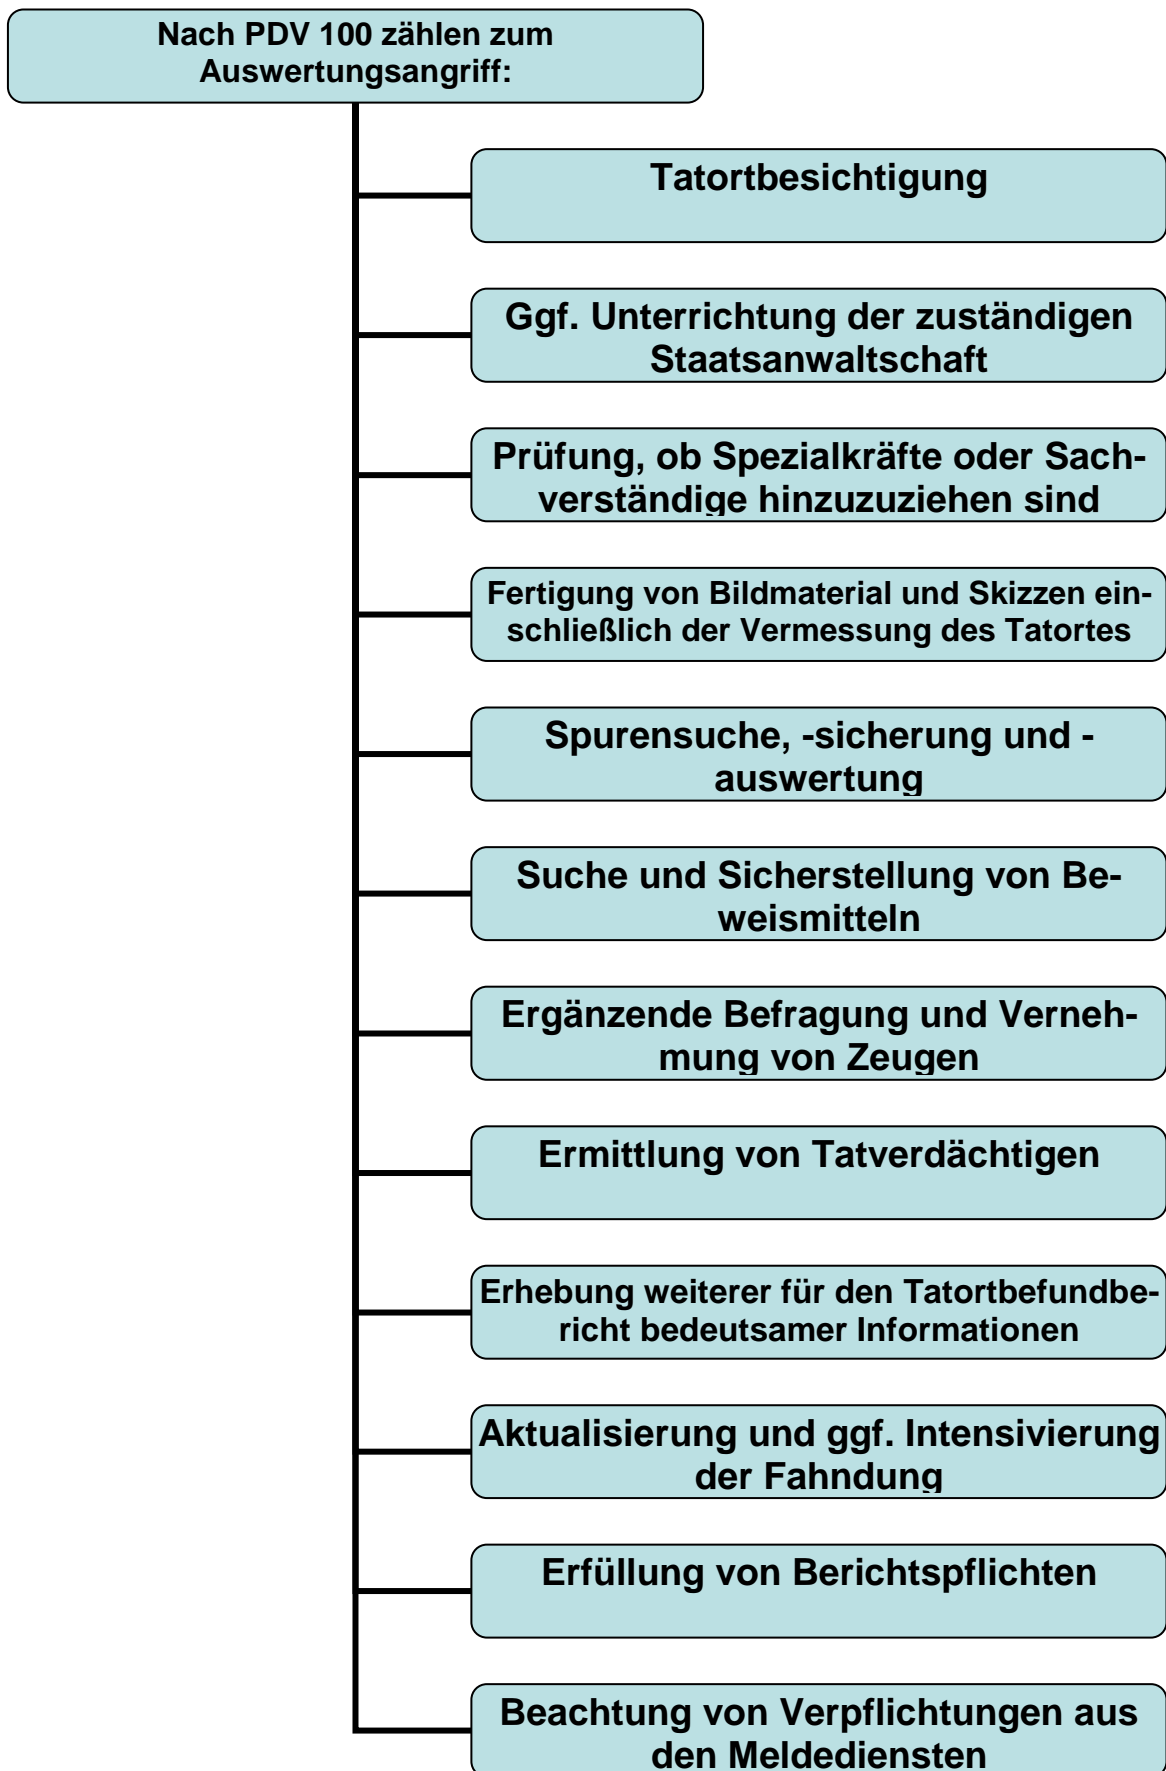 Nach PDV 100 zählen zum
Auswertungsangriff:
Tatortbesichtigung
Ggf. Unterrichtung der zuständigen
Staatsanwaltschaft
Prüfung, ob Spezialkräfte oder Sach-
verständige hinzuzuziehen sind
Fertigung von Bildmaterial und Skizzen ein-
schließlich der Vermessung des Tatortes
Spurensuche, -sicherung und -
auswertung
Suche und Sicherstellung von Be-
weismitteln
Ergänzende Befragung und Verneh-
mung von Zeugen
Ermittlung von Tatverdächtigen
Erhebung weiterer für den Tatortbefundbe-
richt bedeutsamer Informationen
Aktualisierung und ggf. Intensivierung
der Fahndung
Erfüllung von Berichtspflichten
Beachtung von Verpflichtungen aus
den Meldediensten